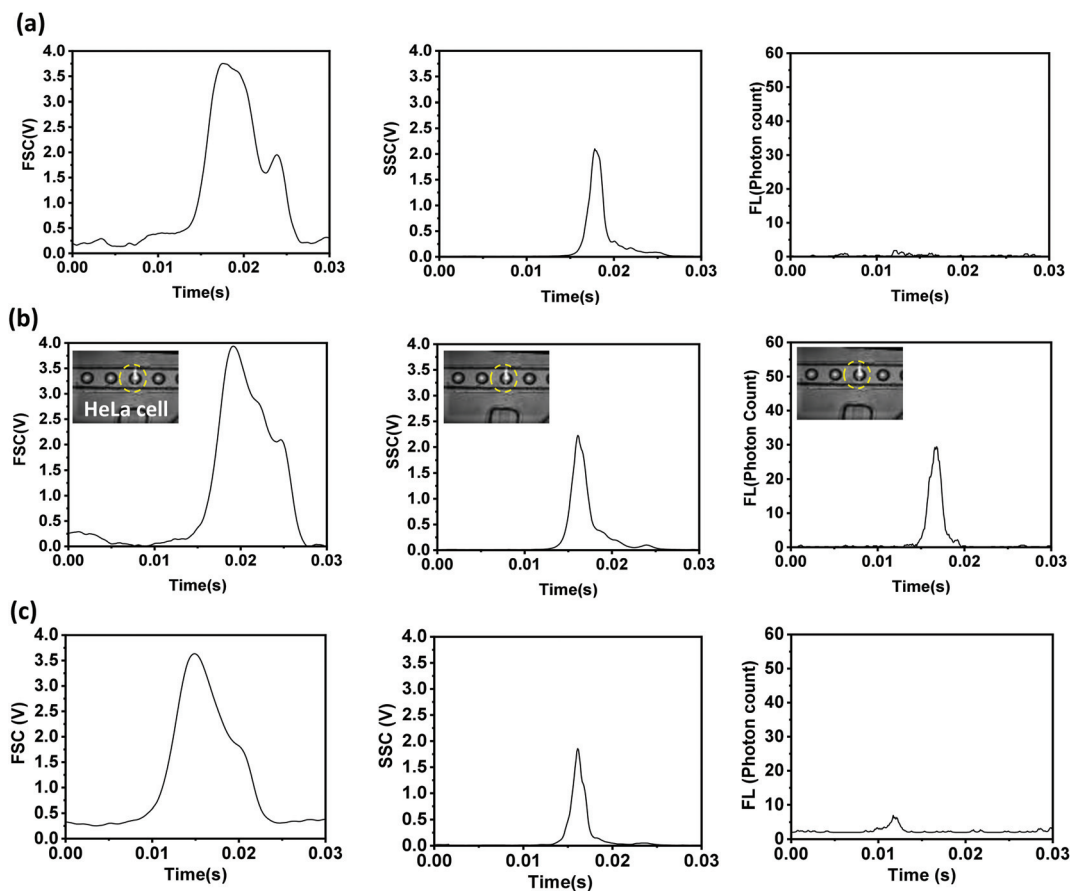 (a)
FSC(V)
4.0
3.5
3.0
2.5
2.0
1.5
1.0
0.5
0.0
0.00 0.01 0.02 0.03
Time(s)
SSC(V)
4.0
3.5
3.0
2.5
2.0
1.5
1.0
0.5
0.0
0.00 0.01 0.02 0.03
Time(s)
FL(Photon count)
60
50
40
30
20
10
0
0.00 0.01 0.02 0.03
Time(s)
(b)
FSC(V)
4.0
3.5
3.0
2.5
2.0
1.5
1.0
0.5
0.0
HeLa cell
0.00 0.01 0.02 0.03
Time(s)
SSC(V)
4.0
3.5
3.0
2.5
2.0
1.5
1.0
0.5
0.0
0.00 0.01 0.02 0.03
Time(s)
FL(Photon Count)
60
50
40
30
20
10
0
0.00 0.01 0.02 0.03
Time(s)
(c)
FSC (V)
4.0
3.5
3.0
2.5
2.0
1.5
1.0
0.5
0.0
0.00 0.01 0.02 0.03
Time(s)
SSC (V)
4.0
3.5
3.0
2.5
2.0
1.5
1.0
0.5
0.0
0.00 0.01 0.02 0.03
Time(s)
FL (Photon count)
60
50
40
30
20
10
0
0.00 0.01 0.02 0.03
Time (s)